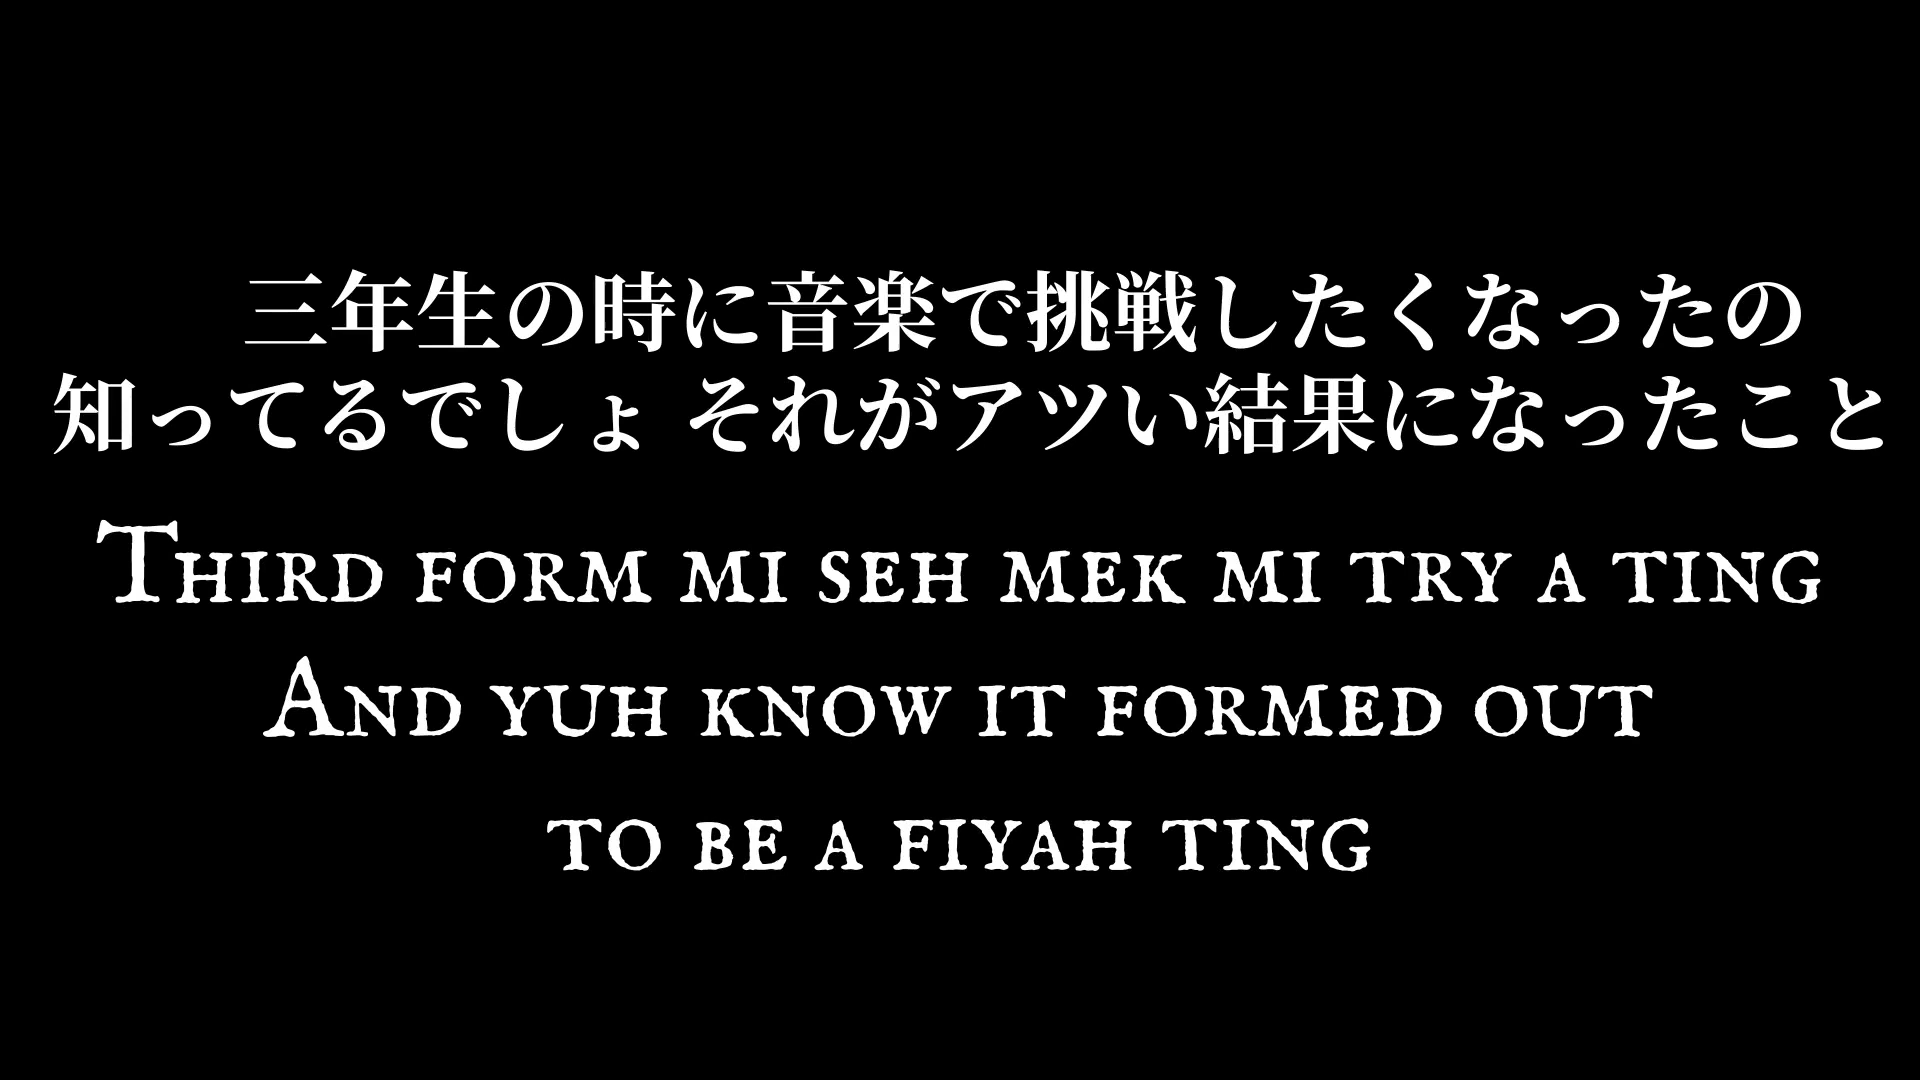 三年生の時に音楽で挑戦したくなったの
知ってるでしょ それがアツい結果になったこと
Third form mi seh mek mi try a ting
And yuh know it formed out
to be a fiyah ting